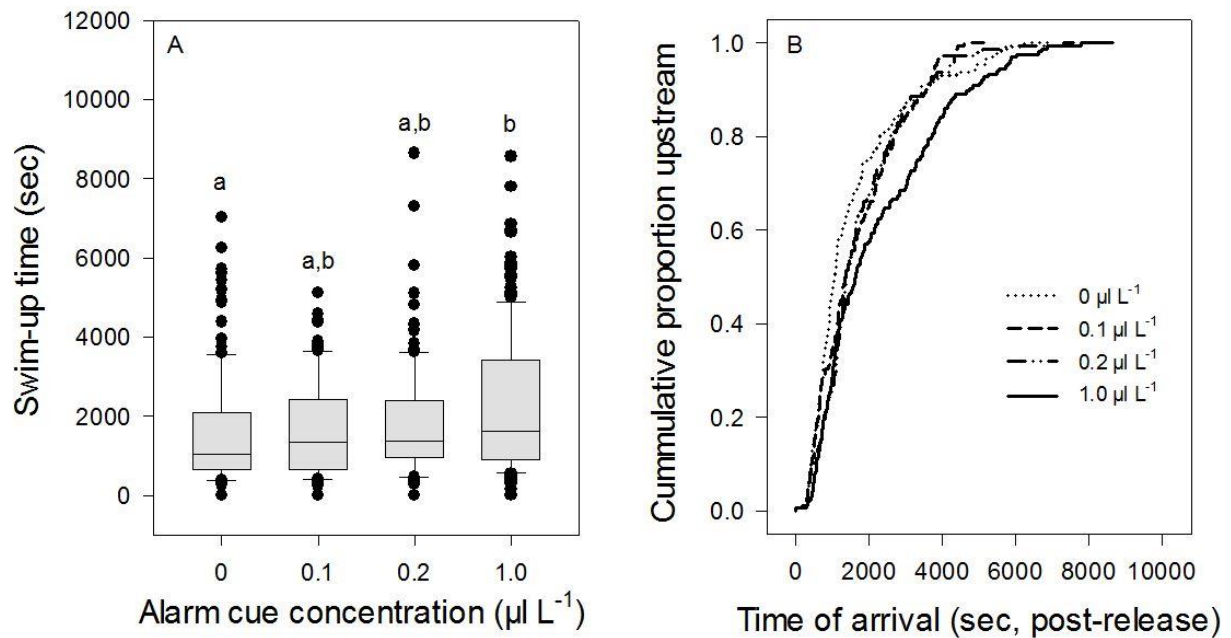 A
Swim-up time (sec)
12000
10000
8000
6000
4000
2000
0
a
a,b
a,b
b
0 0.1 0.2 1.0
Alarm cue concentration (µl L⁻¹)
B
Cummulative proportion upstream
1.0
0.8
0.6
0.4
0.2
0.0
0 µl L⁻¹
0.1 µl L⁻¹
0.2 µl L⁻¹
1.0 µl L⁻¹
0 2000 4000 6000 8000 10000
Time of arrival (sec, post-release)